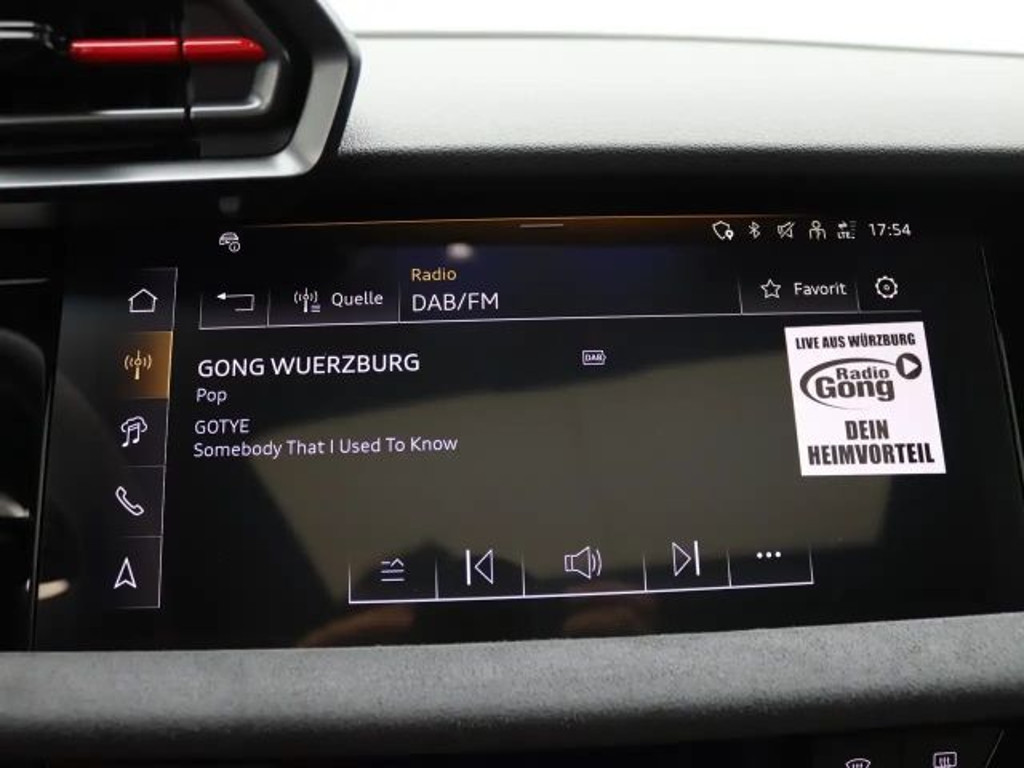 LTE 17:54
Quelle
Radio
DAB/FM
Favorit
GONG WUERZBURG
DAB
Pop
GOTYE
Somebody That I Used To Know
LIVE AUS WÜRZBURG
Radio
Gong
DEIN
HEIMVORTEIL